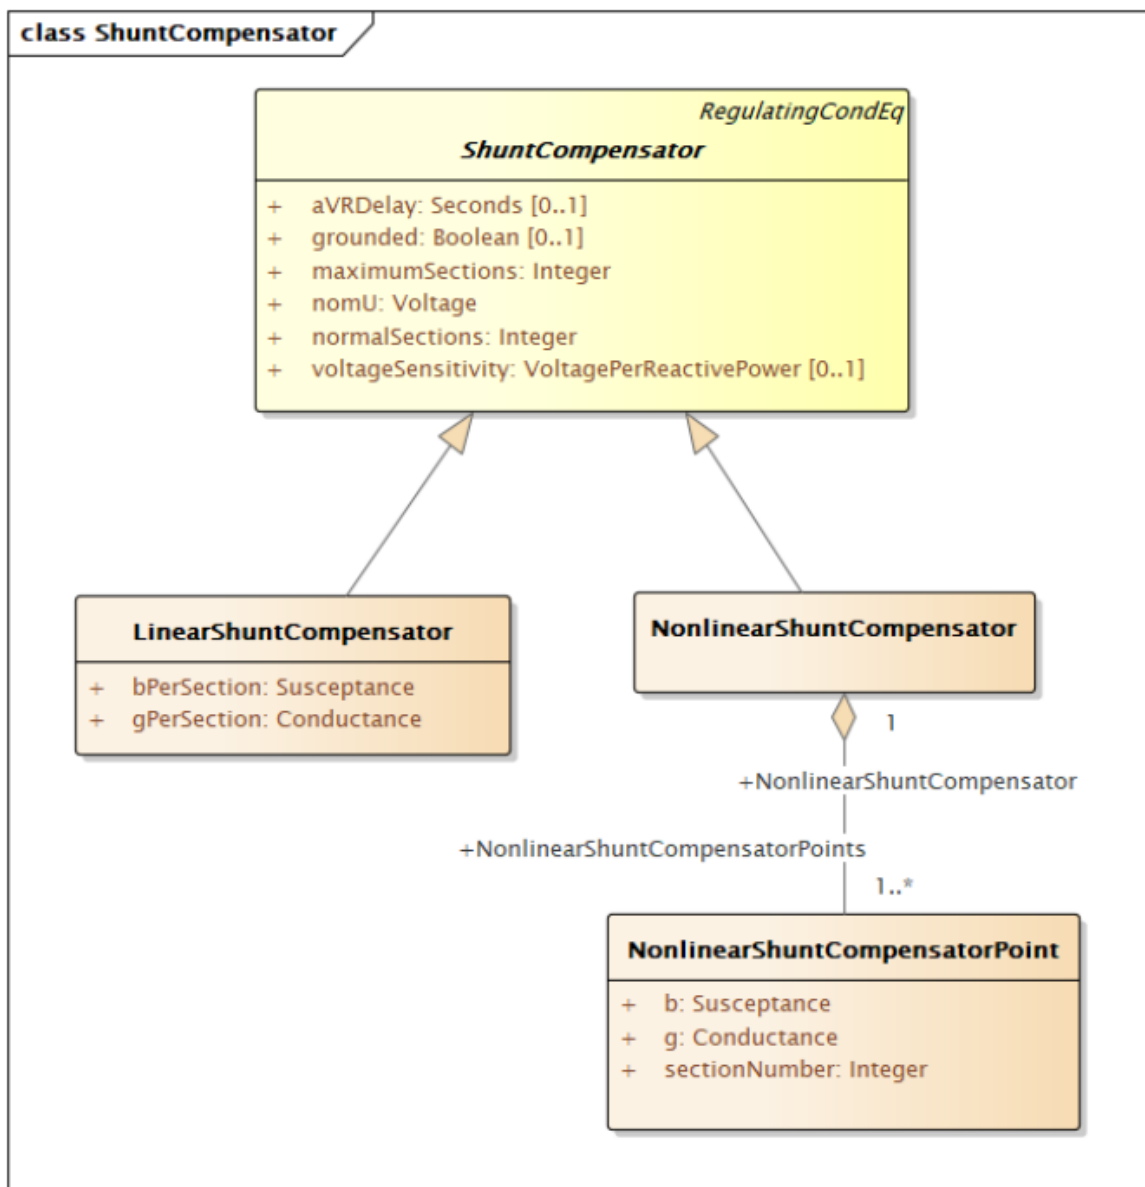 class ShuntCompensator
RegulatingCondEq
ShuntCompensator
+ aVRDelay: Seconds [0..1]
+ grounded: Boolean [0..1]
+ maximumSections: Integer
+ nomU: Voltage
+ normalSections: Integer
+ voltageSensitivity: VoltagePerReactivePower [0..1]
LinearShuntCompensator
+ bPerSection: Susceptance
+ gPerSection: Conductance
NonlinearShuntCompensator
1
+NonlinearShuntCompensator
+NonlinearShuntCompensatorPoints
1..*
NonlinearShuntCompensatorPoint
+ b: Susceptance
+ g: Conductance
+ sectionNumber: Integer